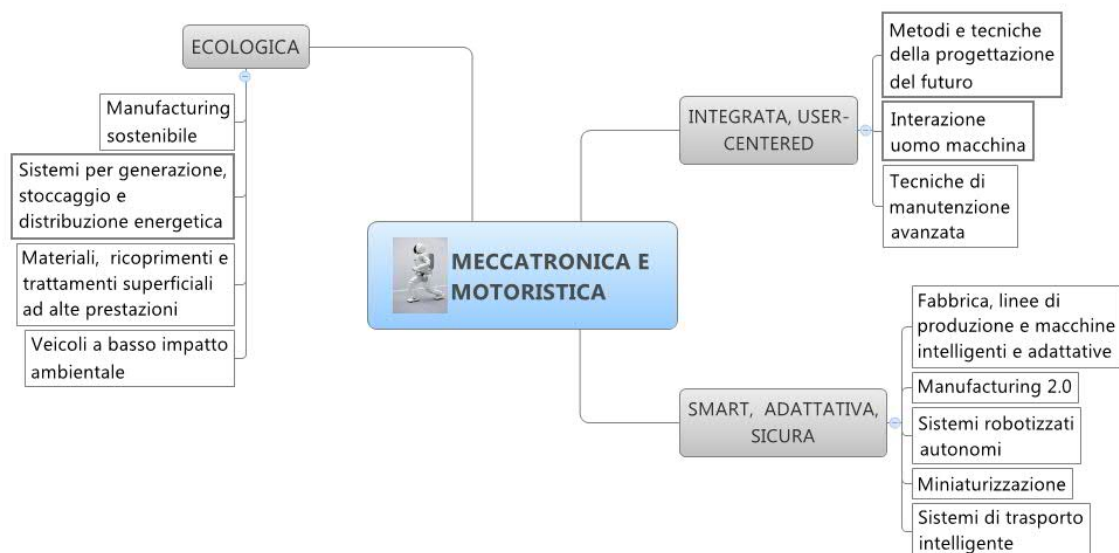 ECOLOGICA
Manufacturing
sostenibile
Sistemi per generazione,
stoccaggio e
distribuzione energetica
Materiali, ricoprimenti e
trattamenti superficiali
ad alte prestazioni
Veicoli a basso impatto
ambientale
MECCATRONICA E
MOTORISTICA
INTEGRATA, USER-
CENTERED
Metodi e tecniche
della progettazione
del futuro
Interazione
uomo macchina
Tecniche di
manutenzione
avanzata
SMART, ADATTATIVA,
SICURA
Fabbrica, linee di
produzione e macchine
intelligenti e adattative
Manufacturing 2.0
Sistemi robotizzati
autonomi
Miniaturizzazione
Sistemi di trasporto
intelligente